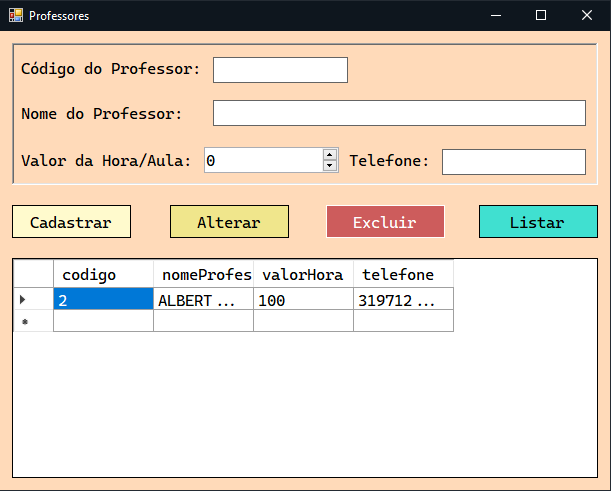 Professores
Código do Professor:
Nome do Professor:
Valor da Hora/Aula: 0 Telefone:
Cadastrar Alterar Excluir Listar
codigo nomeProfes valorHora telefone
2 ALBERT ... 100 319712 ...